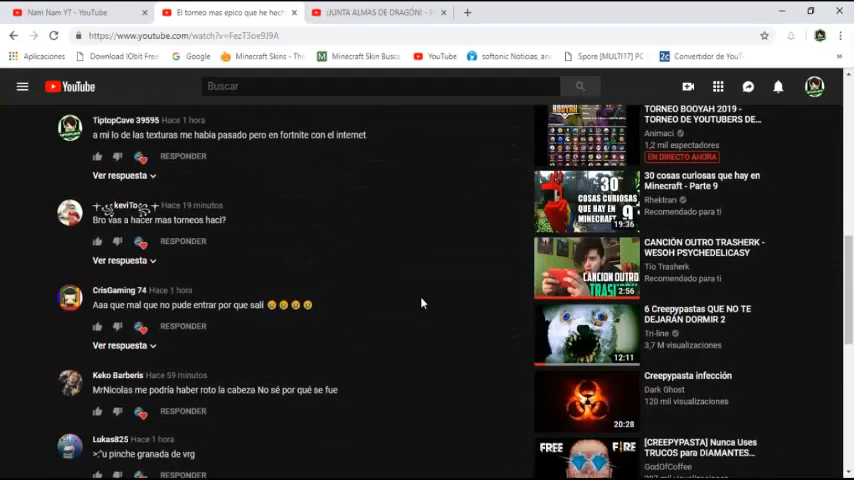 Nam Nam YT - YouTube
El torneo mas epico que he hech
¡JUNTA ALMAS DE DRAGÓN! -
https://www.youtube.com/watch?v=FezT3oe9J9A
Aplicaciones
Download IObit Free
Google
Minecraft Skins - The
Minecraft Skin Busca
YouTube
softonic Noticias, an
Spore [MULTI17] PC (
Convertidor de YouT
YouTube
Buscar
TiptopCave 39595 Hace 1 hora
a mí lo de las texturas me habia pasado pero en fortnite con el internet
RESPONDER
Ver respuesta
keviTo Hace 19 minutos
Bro vas a hacer mas torneos haci?
RESPONDER
Ver respuesta
CrisGaming 74 Hace 1 hora
Aaa que mal que no pude entrar por que salí
RESPONDER
Ver respuesta
Keko Barberis Hace 59 minutos
MrNicolas me podría haber roto la cabeza No sé por qué se fue
RESPONDER
Lukas825 Hace 1 hora
>:"u pinche granada de vrg
RESPONDER
BOOYAH
TORNEO BOOYAH 2019 -
TORNEO DE YOUTUBERS DE...
Animaci
1,2 mil espectadores
EN DIRECTO AHORA
30
COSAS CURIOSAS
QUE HAY EN
MINECRAFT 9
19:36
30 cosas curiosas que hay en
Minecraft - Parte 9
Rhektran
Recomendado para ti
CANCION OUTRO
TRAS
2:56
CANCIÓN OUTRO TRASHERK -
WESOH PSYCHEDELICASY
Tio Trasherk
Recomendado para ti
12:11
6 Creepypastas QUE NO TE
DEJARÁN DORMIR 2
Tri-line
3,7 M visualizaciones
20:28
Creepypasta infección
Dark Ghost
120 mil visualizaciones
FREE FIRE
[CREEPYPASTA] Nunca Uses
TRUCOS para DIAMANTES...
GodOfCoffee